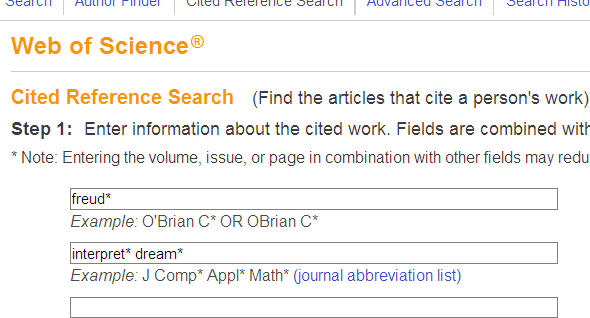 Search Author Finder Cited Reference Search Advanced Search Search Histo
Web of Science®
Cited Reference Search (Find the articles that cite a person's work)
Step 1: Enter information about the cited work. Fields are combined with
* Note: Entering the volume, issue, or page in combination with other fields may redu
freud*
Example: O'Brian C* OR OBrian C*
interpret* dream*
Example: J Comp* Appl* Math* (journal abbreviation list)